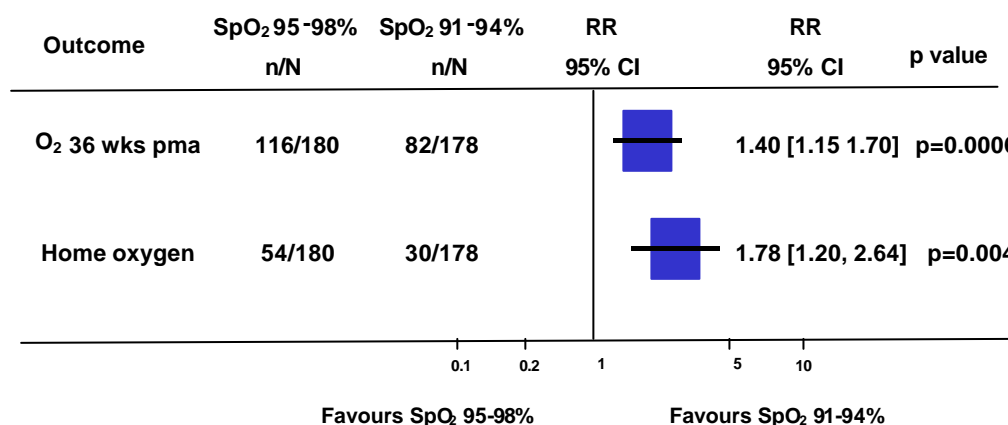 Outcome SpO₂ 95-98% SpO₂ 91-94% RR RR p value
n/N n/N 95% CI 95% CI
O₂ 36 wks pma 116/180 82/178 1.40 [1.15 1.70] p=0.0006
Home oxygen 54/180 30/178 1.78 [1.20, 2.64] p=0.004
0.1 0.2 1 5 10
Favours SpO₂ 95-98% Favours SpO₂ 91-94%